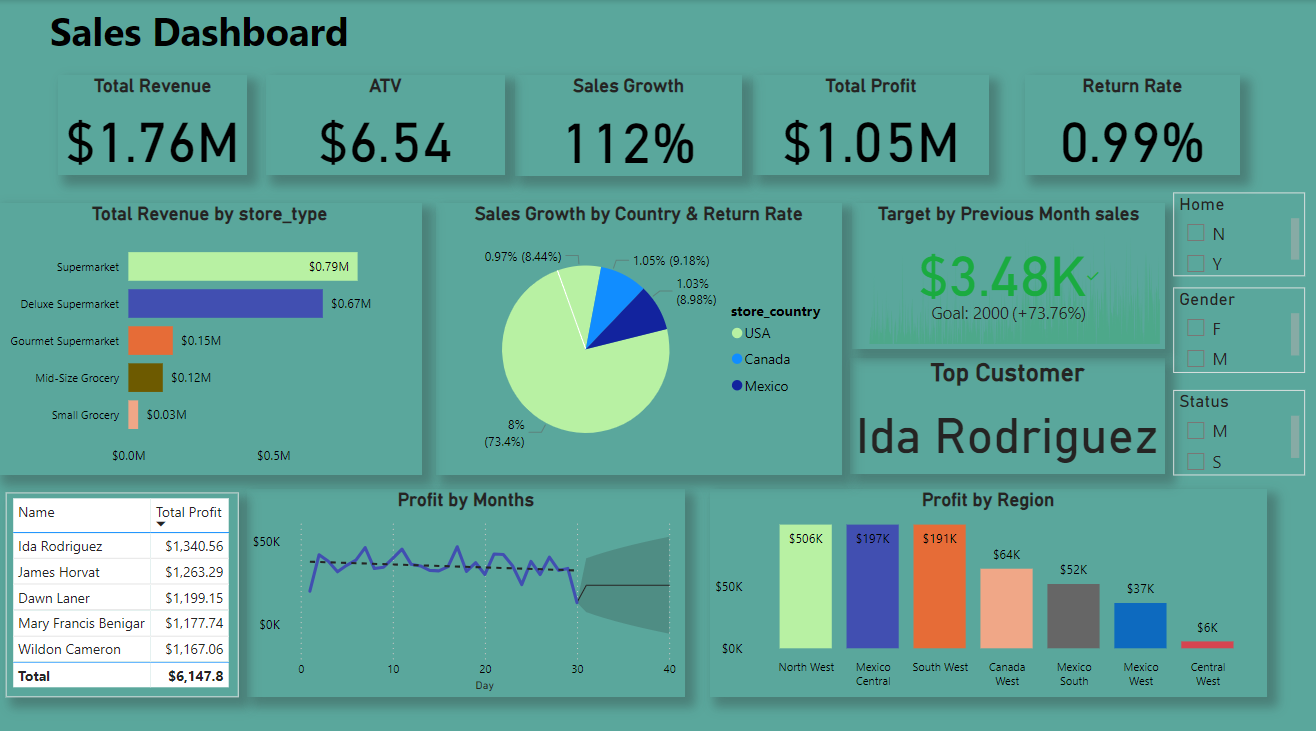 Sales Dashboard
Total Revenue
$1.76M
ATV
$6.54
Sales Growth
112%
Total Profit
$1.05M
Return Rate
0.99%
Total Revenue by store_type
Supermarket
$0.79M
Deluxe Supermarket
$0.67M
Gourmet Supermarket
$0.15M
Mid-Size Grocery
$0.12M
Small Grocery
$0.03M
$0.0M
$0.5M
Sales Growth by Country & Return Rate
0.97% (8.44%)
1.05% (9.18%)
1.03%
(8.98%)
8%
(73.4%)
store_country
USA
Canada
Mexico
Target by Previous Month sales
$3.48K
Goal: 2000 (+73.76%)
Top Customer
Ida Rodriguez
Home
N
Y
Gender
F
M
Status
M
S
Name Total Profit
Ida Rodriguez $1,340.56
James Horvat $1,263.29
Dawn Laner $1,199.15
Mary Francis Benigar $1,177.74
Wildon Cameron $1,167.06
Total $6,147.8
Profit by Months
$50K
$0K
0 10 20 30 40
Day
Profit by Region
$50K
$0K
$506K
$197K
$191K
$64K
$52K
$37K
$6K
North West
Mexico
Central
South West
Canada
West
Mexico
South
Mexico
West
Central
West